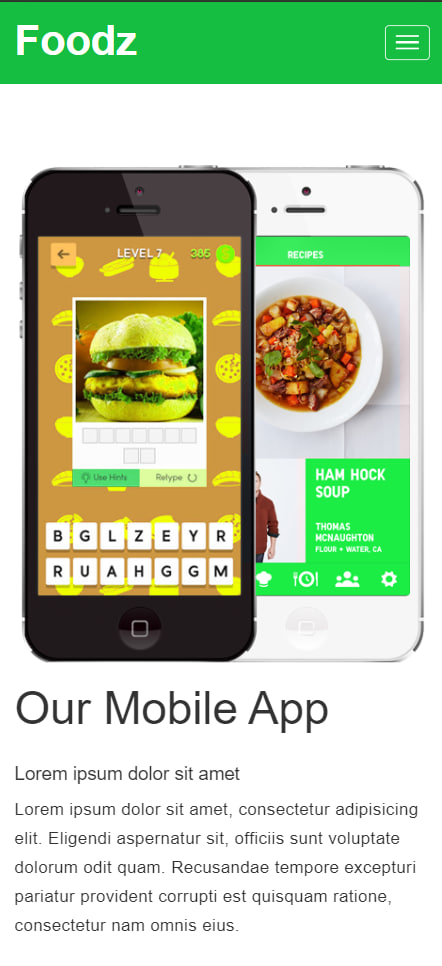 Foodz
LEVEL 7
385
RECIPES
Use Hints
Retype
HAM HOCK
SOUP
THOMAS
MCNAUGHTON
FLOUR + WATER, CA
B G L Z E Y R
R U A H G G M
Our Mobile App
Lorem ipsum dolor sit amet
Lorem ipsum dolor sit amet, consectetur adipisicing
elit. Eligendi aspernatur sit, officiis sunt voluptate
dolorum odit quam. Recusandae tempore excepturi
pariatur provident corrupti est quisquam ratione,
consectetur nam omnis eius.